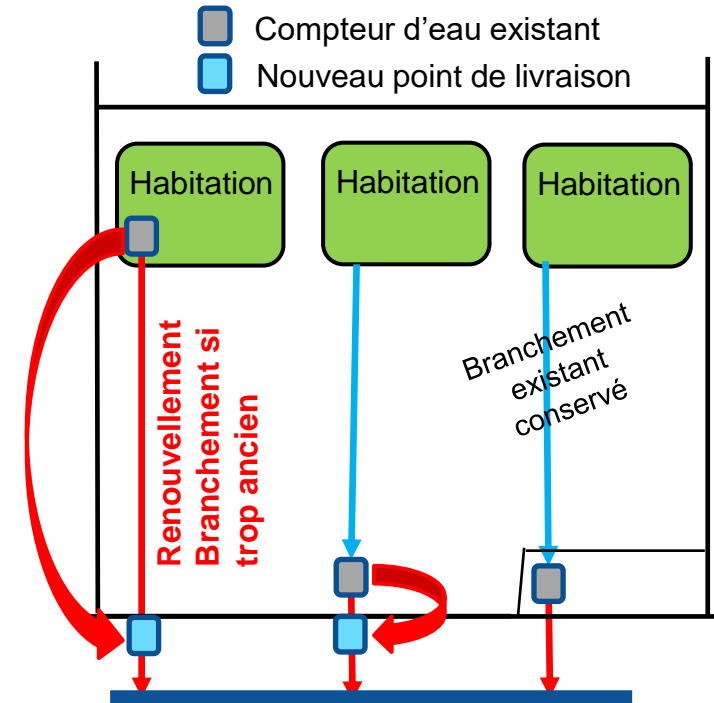 Compteur d'eau existant
Nouveau point de livraison
Habitation
Habitation
Habitation
Renouvellement
Branchement si
trop ancien
Branchement
existant
conservé